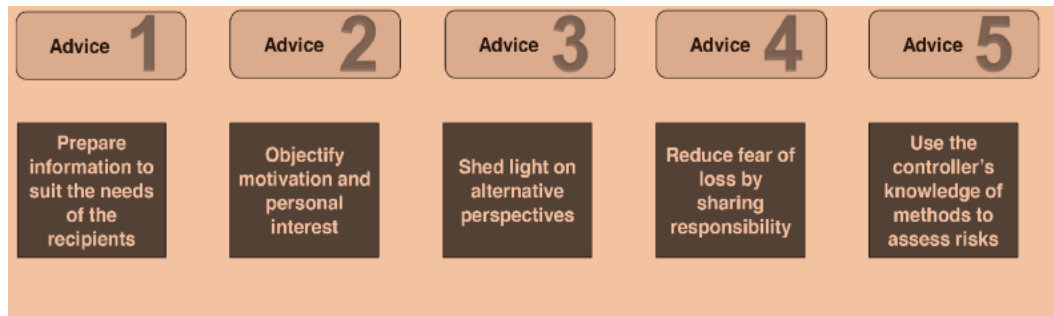 Advice 1
Advice 2
Advice 3
Advice 4
Advice 5
Prepare
information to
suit the needs
of the
recipients
Objectify
motivation and
personal
interest
Shed light on
alternative
perspectives
Reduce fear of
loss by
sharing
responsibility
Use the
controller's
knowledge of
methods to
assess risks